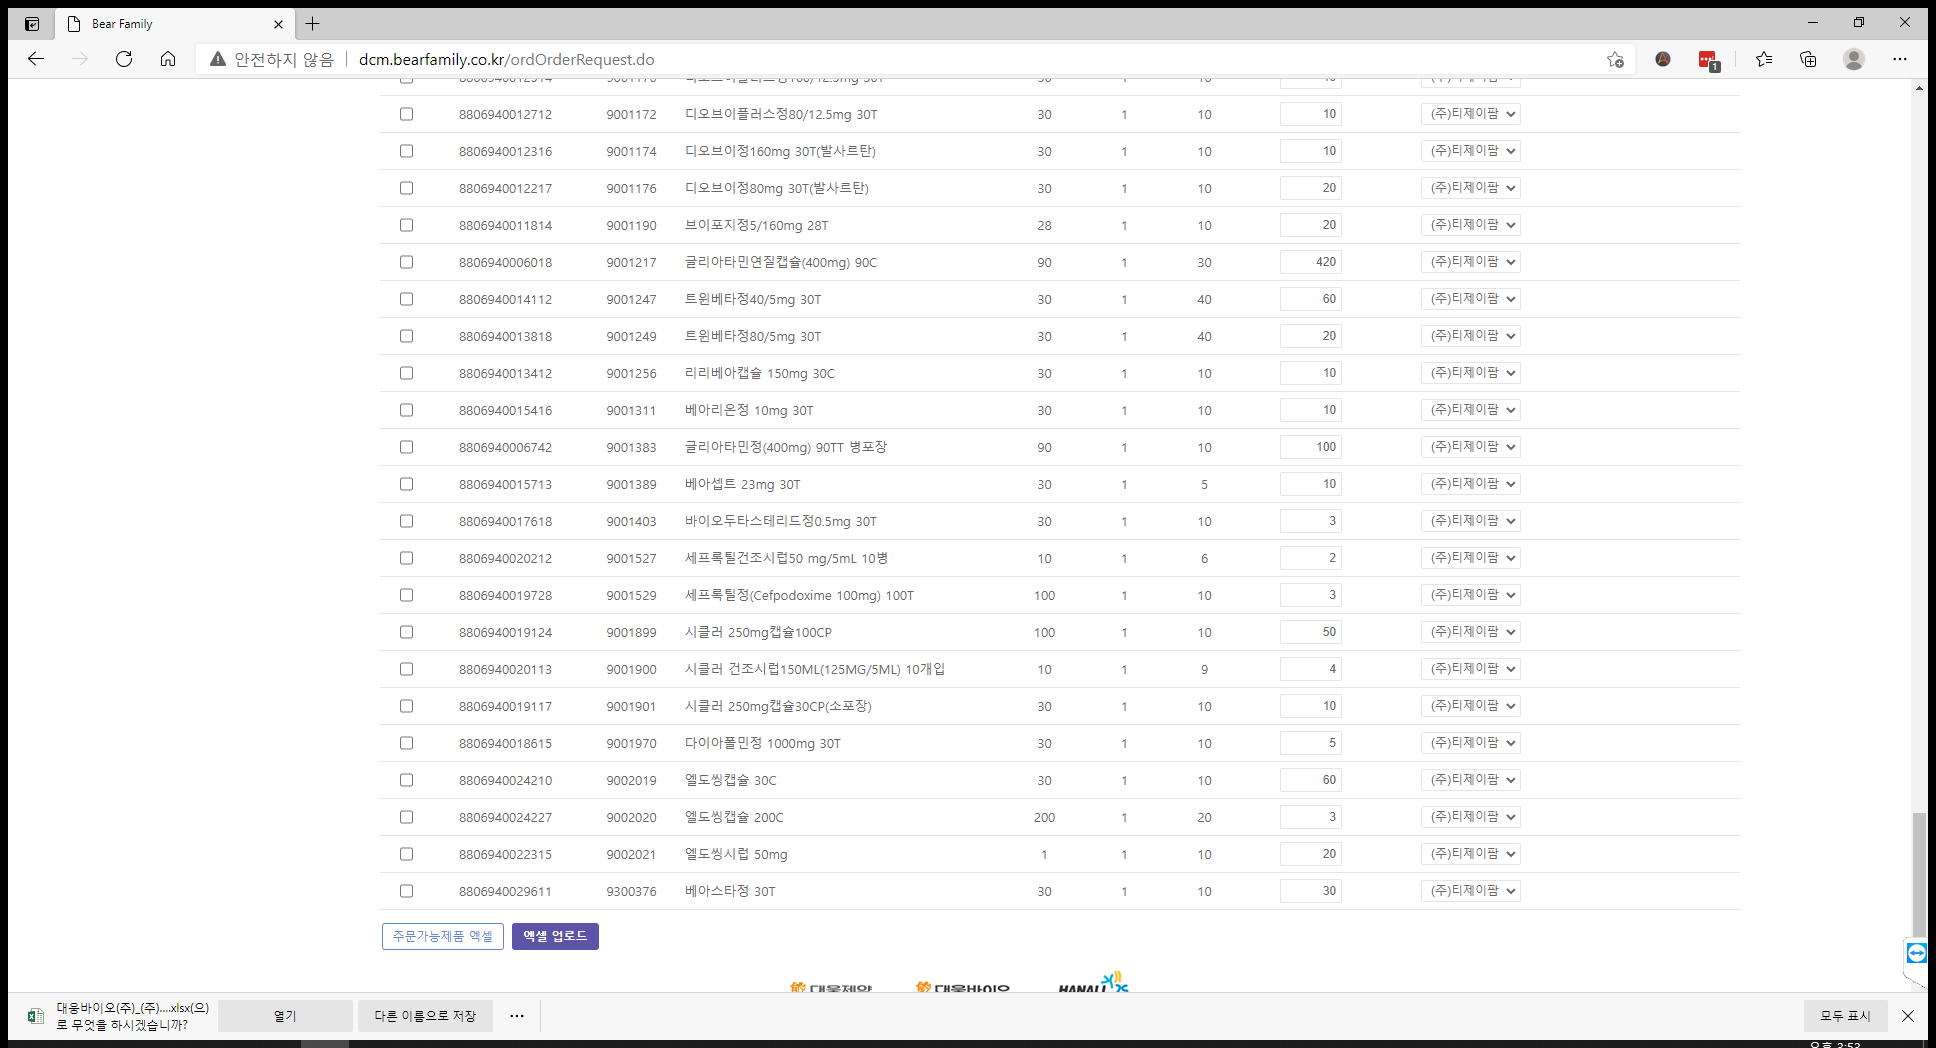 Bear Family
안전하지 않음 dcm.bearfamily.co.kr/ordOrderRequest.do
1
8806940012712 9001172 디오브이플러스정80/12.5mg 30T 30 1 10 10 (주)티제이팜
8806940012316 9001174 디오브이정160mg 30T(발사르탄) 30 1 10 10 (주)티제이팜
8806940012217 9001176 디오브이정80mg 30T(발사르탄) 30 1 10 20 (주)티제이팜
8806940011814 9001190 브이포지정5/160mg 28T 28 1 10 20 (주)티제이팜
8806940006018 9001217 글리아타민연질캡슐(400mg) 90C 90 1 30 420 (주)티제이팜
8806940014112 9001247 트윈베타정40/5mg 30T 30 1 40 60 (주)티제이팜
8806940013818 9001249 트윈베타정80/5mg 30T 30 1 40 20 (주)티제이팜
8806940013412 9001256 리리베아캡슐 150mg 30C 30 1 10 10 (주)티제이팜
8806940015416 9001311 베아리온정 10mg 30T 30 1 10 10 (주)티제이팜
8806940006742 9001383 글리아타민정(400mg) 90TT 병포장 90 1 10 100 (주)티제이팜
8806940015713 9001389 베아셉트 23mg 30T 30 1 5 10 (주)티제이팜
8806940017618 9001403 바이오두타스테리드정0.5mg 30T 30 1 10 3 (주)티제이팜
8806940020212 9001527 세프록틸건조시럽50 mg/5mL 10병 10 1 6 2 (주)티제이팜
8806940019728 9001529 세프록틸정(Cefpodoxime 100mg) 100T 100 1 10 3 (주)티제이팜
8806940019124 9001899 시클러 250mg캡슐100CP 100 1 10 50 (주)티제이팜
8806940020113 9001900 시클러 건조시럽150ML(125MG/5ML) 10개입 10 1 9 4 (주)티제이팜
8806940019117 9001901 시클러 250mg캡슐30CP(소포장) 30 1 10 10 (주)티제이팜
8806940018615 9001970 다이아폴민정 1000mg 30T 30 1 10 5 (주)티제이팜
8806940024210 9002019 엘도씽캡슐 30C 30 1 10 60 (주)티제이팜
8806940024227 9002020 엘도씽캡슐 200C 200 1 20 3 (주)티제이팜
8806940022315 9002021 엘도씽시럽 50mg 1 1 10 20 (주)티제이팜
8806940029611 9300376 베아스타정 30T 30 1 10 30 (주)티제이팜
주문가능제품 엑셀 엑셀 업로드
대웅제약 대웅바이오 HANALL
대웅바이오(주)_(주)....xlsx(으)
로 무엇을 하시겠습니까?
열기 다른 이름으로 저장 모두 표시